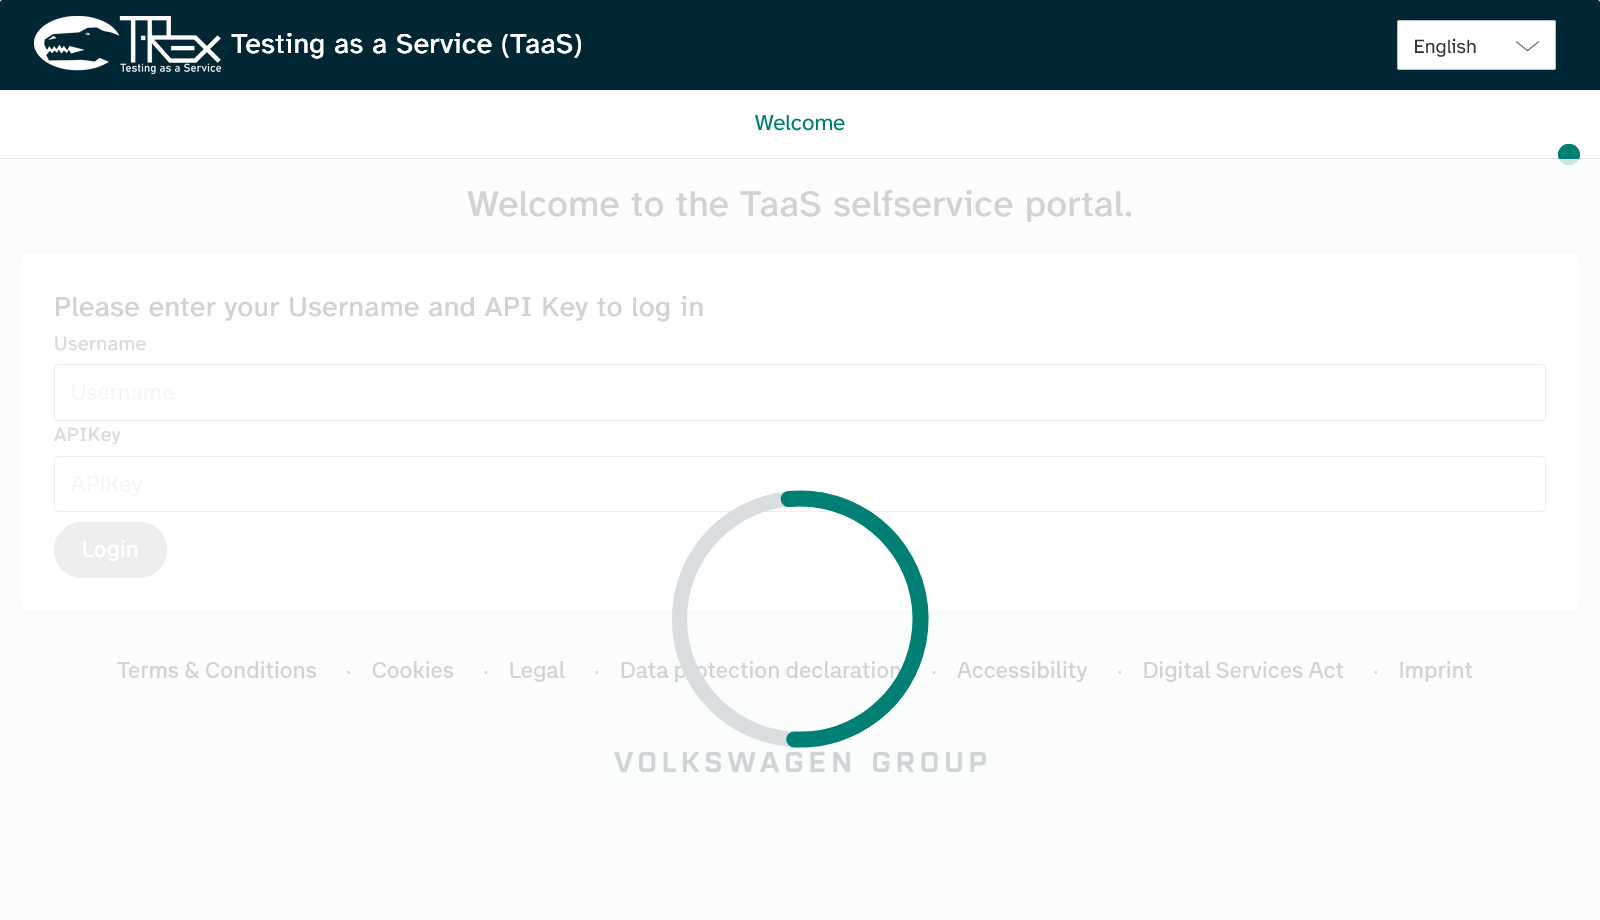 T-REX
Testing as a Service
Testing as a Service (TaaS)
English
Welcome
Welcome to the TaaS selfservice portal.
Please enter your Username and API Key to log in
Username
Username
APIKey
APIKey
Login
Terms & Conditions · Cookies · Legal · Data protection declaration · Accessibility · Digital Services Act · Imprint
VOLKSWAGEN GROUP